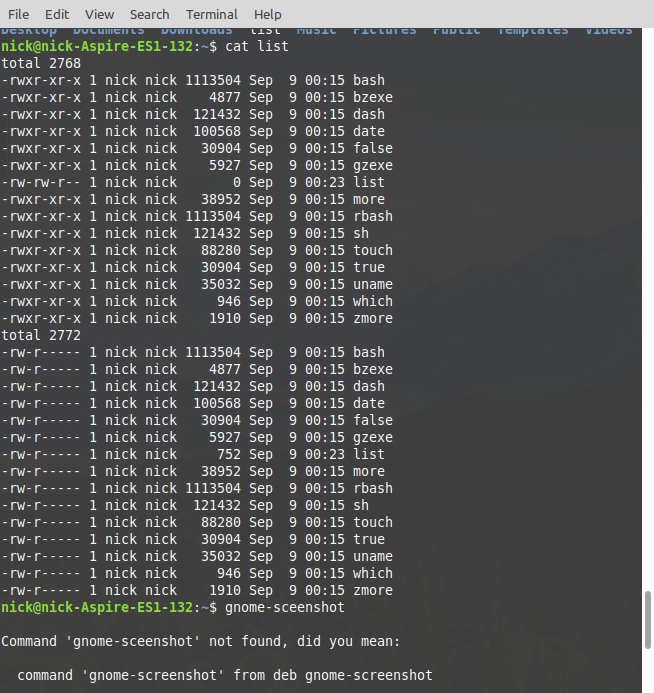 File Edit View Search Terminal Help
Desktop Documents Downloads list Music Pictures Public Templates Videos
nick@nick-Aspire-ES1-132:~$ cat list
total 2768
-rwxr-xr-x 1 nick nick 1113504 Sep  9 00:15 bash
-rwxr-xr-x 1 nick nick    4877 Sep  9 00:15 bzexe
-rwxr-xr-x 1 nick nick  121432 Sep  9 00:15 dash
-rwxr-xr-x 1 nick nick  100568 Sep  9 00:15 date
-rwxr-xr-x 1 nick nick   30904 Sep  9 00:15 false
-rwxr-xr-x 1 nick nick    5927 Sep  9 00:15 gzexe
-rw-rw-r-- 1 nick nick       0 Sep  9 00:23 list
-rwxr-xr-x 1 nick nick   38952 Sep  9 00:15 more
-rwxr-xr-x 1 nick nick 1113504 Sep  9 00:15 rbash
-rwxr-xr-x 1 nick nick  121432 Sep  9 00:15 sh
-rwxr-xr-x 1 nick nick   88280 Sep  9 00:15 touch
-rwxr-xr-x 1 nick nick   30904 Sep  9 00:15 true
-rwxr-xr-x 1 nick nick   35032 Sep  9 00:15 uname
-rwxr-xr-x 1 nick nick     946 Sep  9 00:15 which
-rwxr-xr-x 1 nick nick    1910 Sep  9 00:15 zmore
total 2772
-rw-r----- 1 nick nick 1113504 Sep  9 00:15 bash
-rw-r----- 1 nick nick    4877 Sep  9 00:15 bzexe
-rw-r----- 1 nick nick  121432 Sep  9 00:15 dash
-rw-r----- 1 nick nick  100568 Sep  9 00:15 date
-rw-r----- 1 nick nick   30904 Sep  9 00:15 false
-rw-r----- 1 nick nick    5927 Sep  9 00:15 gzexe
-rw-r----- 1 nick nick     752 Sep  9 00:23 list
-rw-r----- 1 nick nick   38952 Sep  9 00:15 more
-rw-r----- 1 nick nick 1113504 Sep  9 00:15 rbash
-rw-r----- 1 nick nick  121432 Sep  9 00:15 sh
-rw-r----- 1 nick nick   88280 Sep  9 00:15 touch
-rw-r----- 1 nick nick   30904 Sep  9 00:15 true
-rw-r----- 1 nick nick   35032 Sep  9 00:15 uname
-rw-r----- 1 nick nick     946 Sep  9 00:15 which
-rw-r----- 1 nick nick    1910 Sep  9 00:15 zmore
nick@nick-Aspire-ES1-132:~$ gnome-sceenshot
Command 'gnome-sceenshot' not found, did you mean:
  command 'gnome-screenshot' from deb gnome-screenshot